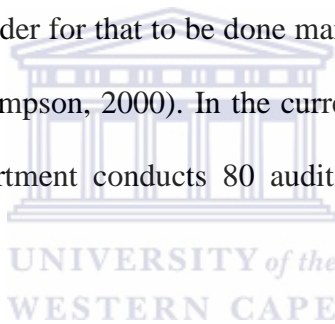 der for that to be done ma
mpson, 2000). In the curre
rtment conducts 80 audit
UNIVERSITY of the
WESTERN CAPE